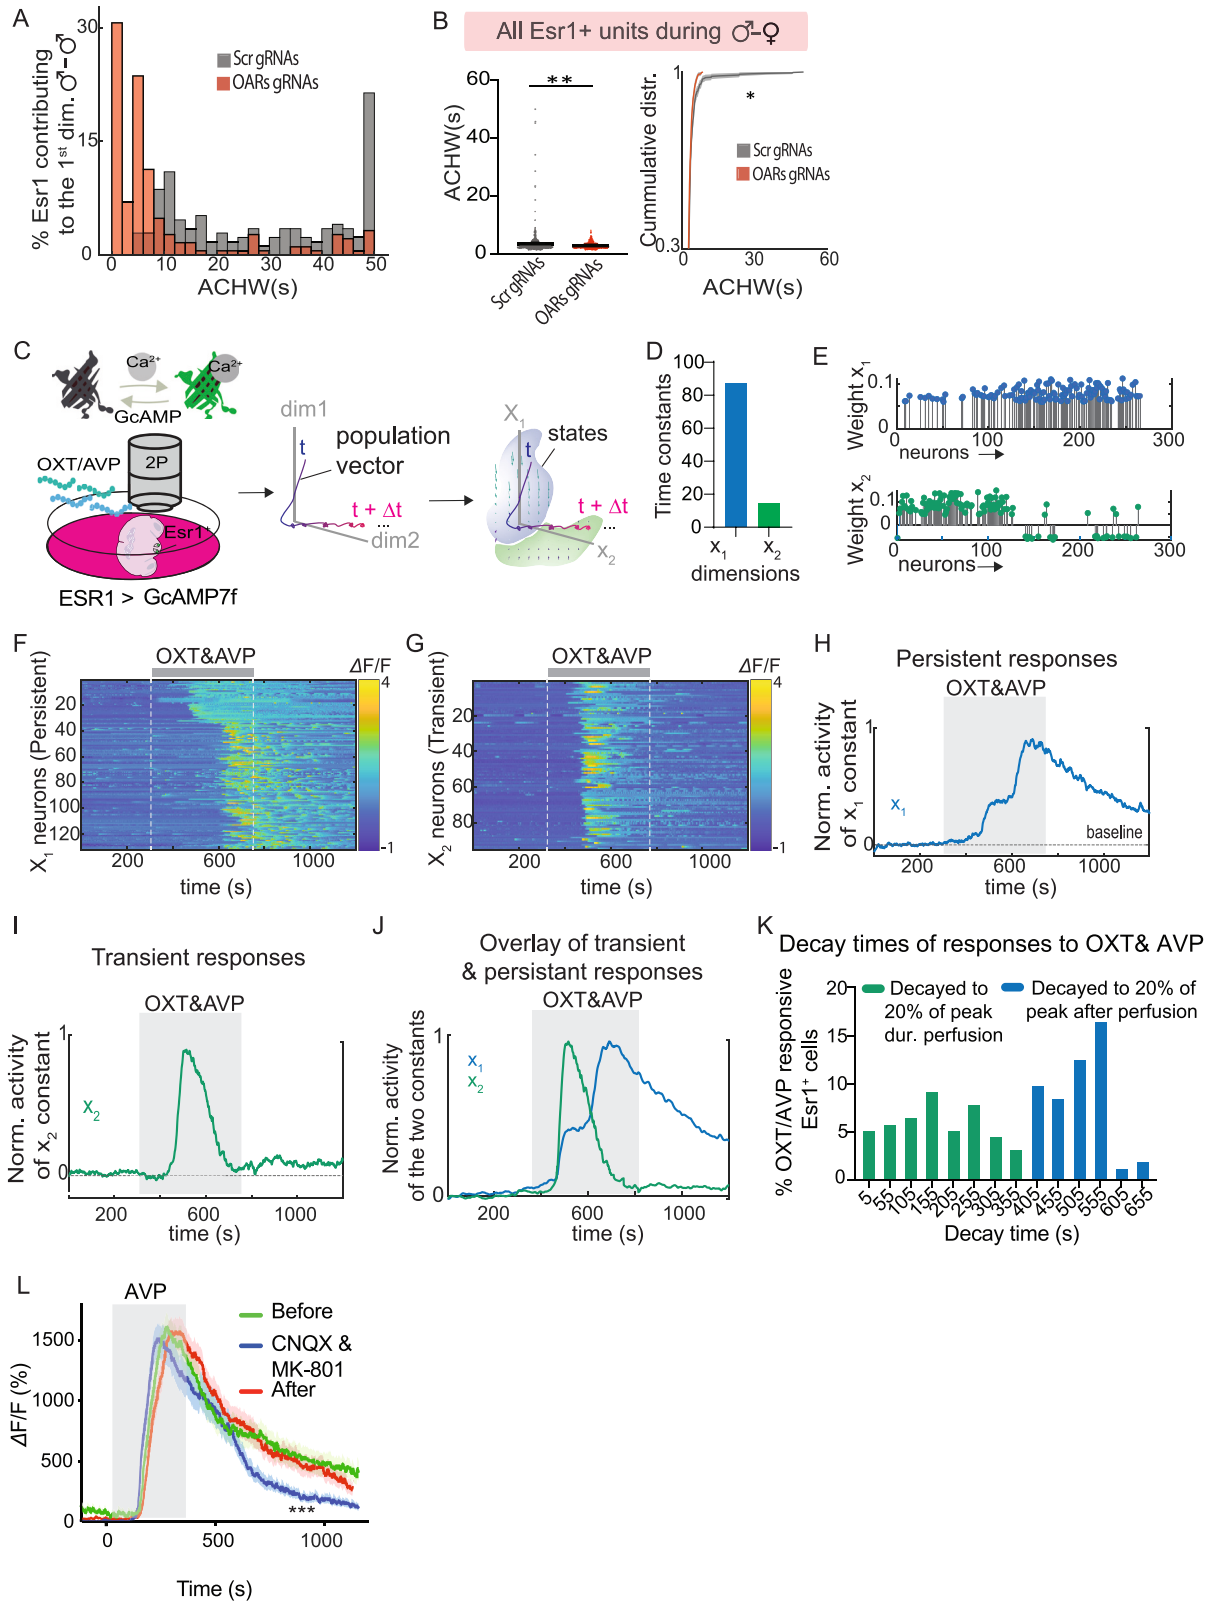 A
% Esr1 contributing
to the 1st dim. ♂–♂
30
15
0
Scr gRNAs
OARs gRNAs
0 10 20 30 40 50
ACHW(s)
B
All Esr1+ units during ♂-♀
ACHW(s)
60
40
20
0
**
Scr gRNAs
OARs gRNAs
Cummulative distr.
1
0.3
*
Scr gRNAs
OARs gRNAs
0 30 60
ACHW(s)
C
Ca2+
Ca2+
GcAMP
OXT/AVP
2P
Esr1+
ESR1 > GcAMP7f
dim1
t
population
vector
t + Δt
...
dim2
X1
states
t
t + Δt
...
x2
D
Time constants
100
80
60
40
20
0
x1 x2
dimensions
E
Weight x1
0.1
0
0 100 200 300
neurons →
Weight x2
0.1
0
0 100 200 300
neurons →
F
OXT&AVP
ΔF/F
4
-1
X1 neurons (Persistent)
20
40
60
80
100
120
200 600 1000
time (s)
G
OXT&AVP
ΔF/F
4
-1
X2 neurons (Transient)
20
40
60
80
200 600 1000
time (s)
H
Persistent responses
OXT&AVP
Norm. activity
of x1 constant
1
0
x1
baseline
200 600 1000
time (s)
I
Transient responses
OXT&AVP
Norm. activity
of x2 constant
1
0
x2
200 600 1000
time (s)
J
Overlay of transient
& persistant responses
OXT&AVP
Norm. activity
of the two constants
1
0
x1
x2
200 600 1000
time (s)
K
Decay times of responses to OXT& AVP
% OXT/AVP responsive
Esr1+ cells
20
15
10
5
0
Decayed to
20% of peak
dur. perfusion
Decayed to 20% of
peak after perfusion
5 55 105 155 205 255 305 355 405 455 505 555 605 655
Decay time (s)
L
AVP
ΔF/F (%)
1500
1000
500
0
Before
CNQX &
MK-801
After
***
0 500 1000
Time (s)